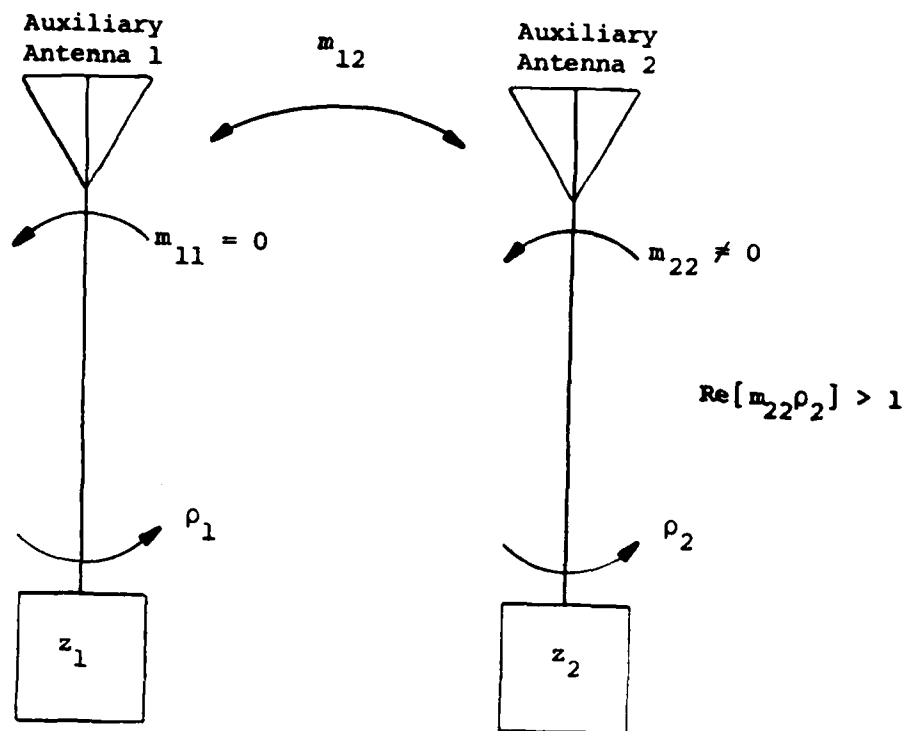 Auxiliary
Antenna 1
m₁₂
Auxiliary
Antenna 2
m₁₁ = 0
m₂₂ ≠ 0
Re[m₂₂ρ₂] > 1
ρ₁
ρ₂
z₁
z₂